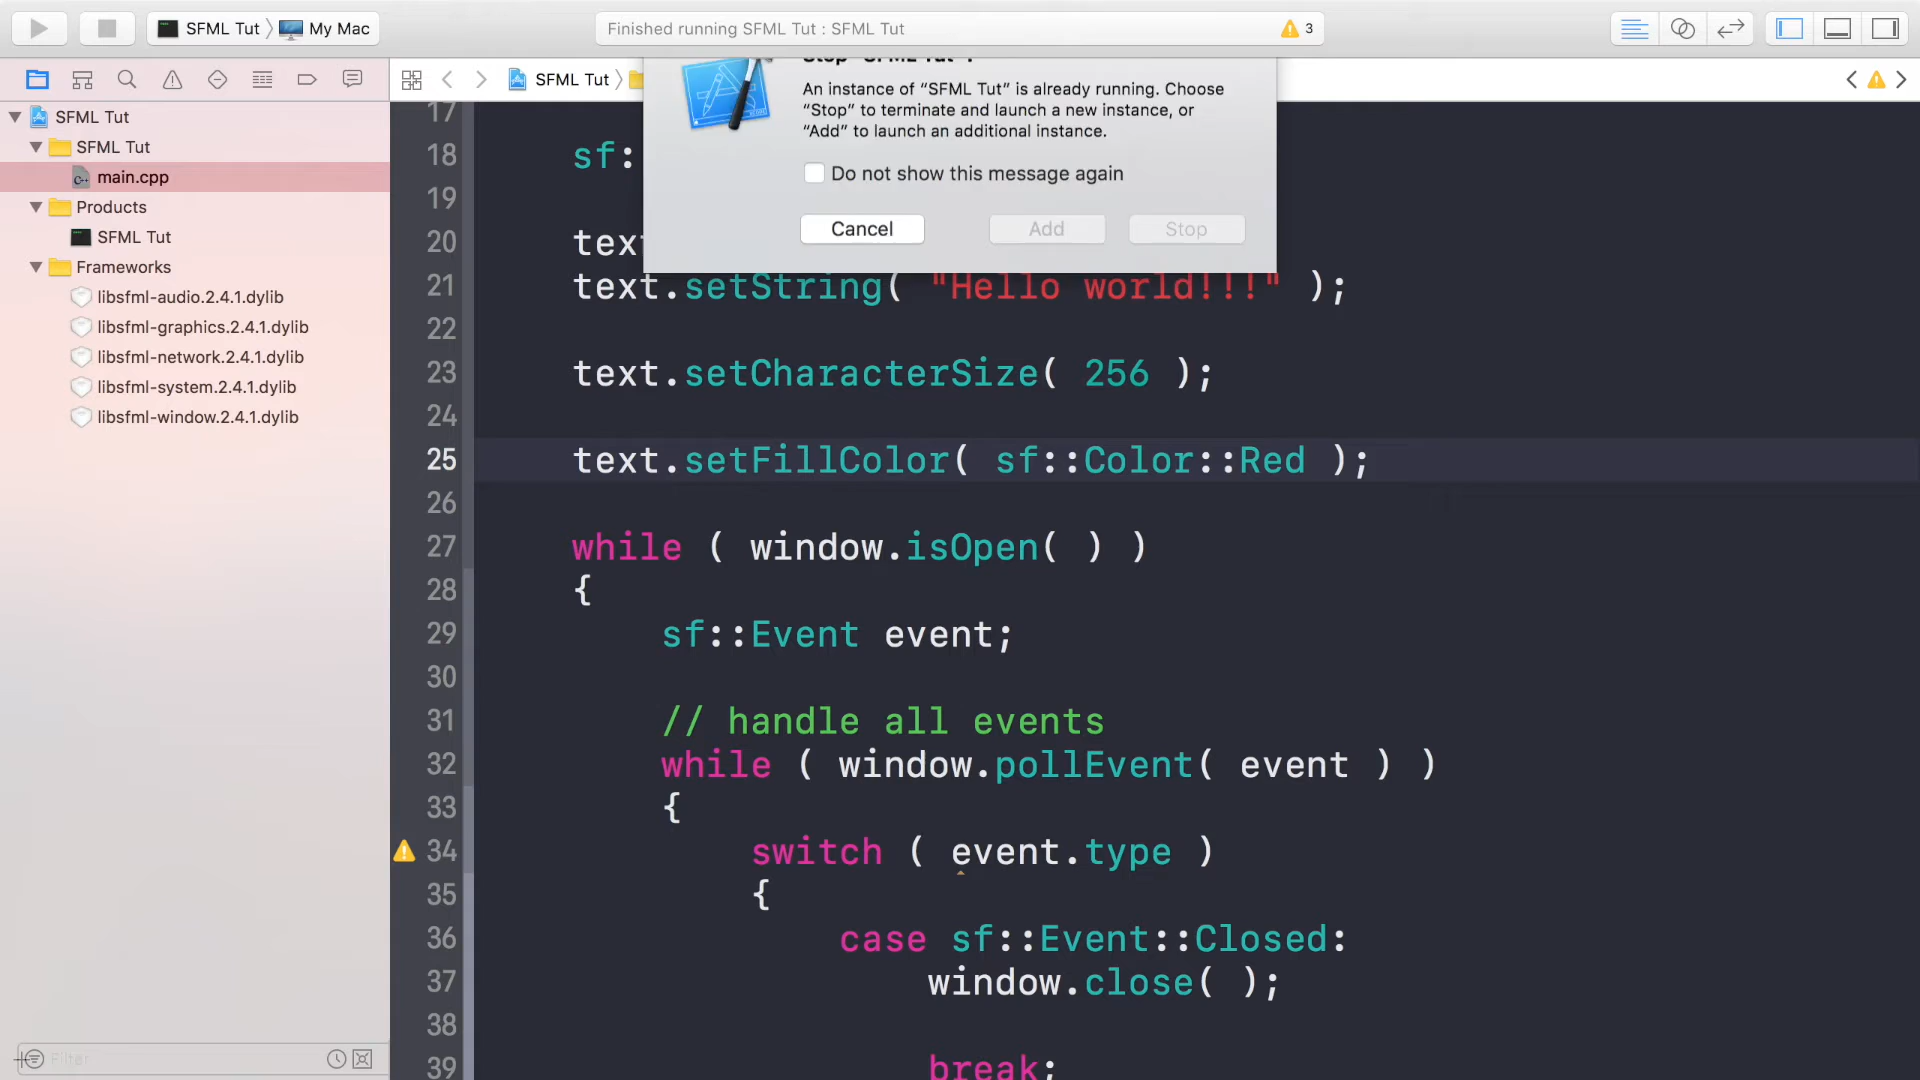 SFML Tut
My Mac
Finished running SFML Tut : SFML Tut
3
SFML Tut
Stop "SFML Tut"?
An instance of “SFML Tut” is already running. Choose
“Stop” to terminate and launch a new instance, or
“Add” to launch an additional instance.
Do not show this message again
Cancel
Add
Stop
SFML Tut
SFML Tut
main.cpp
Products
SFML Tut
Frameworks
libsfml-audio.2.4.1.dylib
libsfml-graphics.2.4.1.dylib
libsfml-network.2.4.1.dylib
libsfml-system.2.4.1.dylib
libsfml-window.2.4.1.dylib
Filter
17
18 sf:
19
20 tex
21 text.setString( "Hello world!!!" );
22
23 text.setCharacterSize( 256 );
24
25 text.setFillColor( sf::Color::Red );
26
27 while ( window.isOpen( ) )
28 {
29 sf::Event event;
30
31 // handle all events
32 while ( window.pollEvent( event ) )
33 {
34 switch ( event.type )
35 {
36 case sf::Event::Closed:
37 window.close( );
38
39 break;